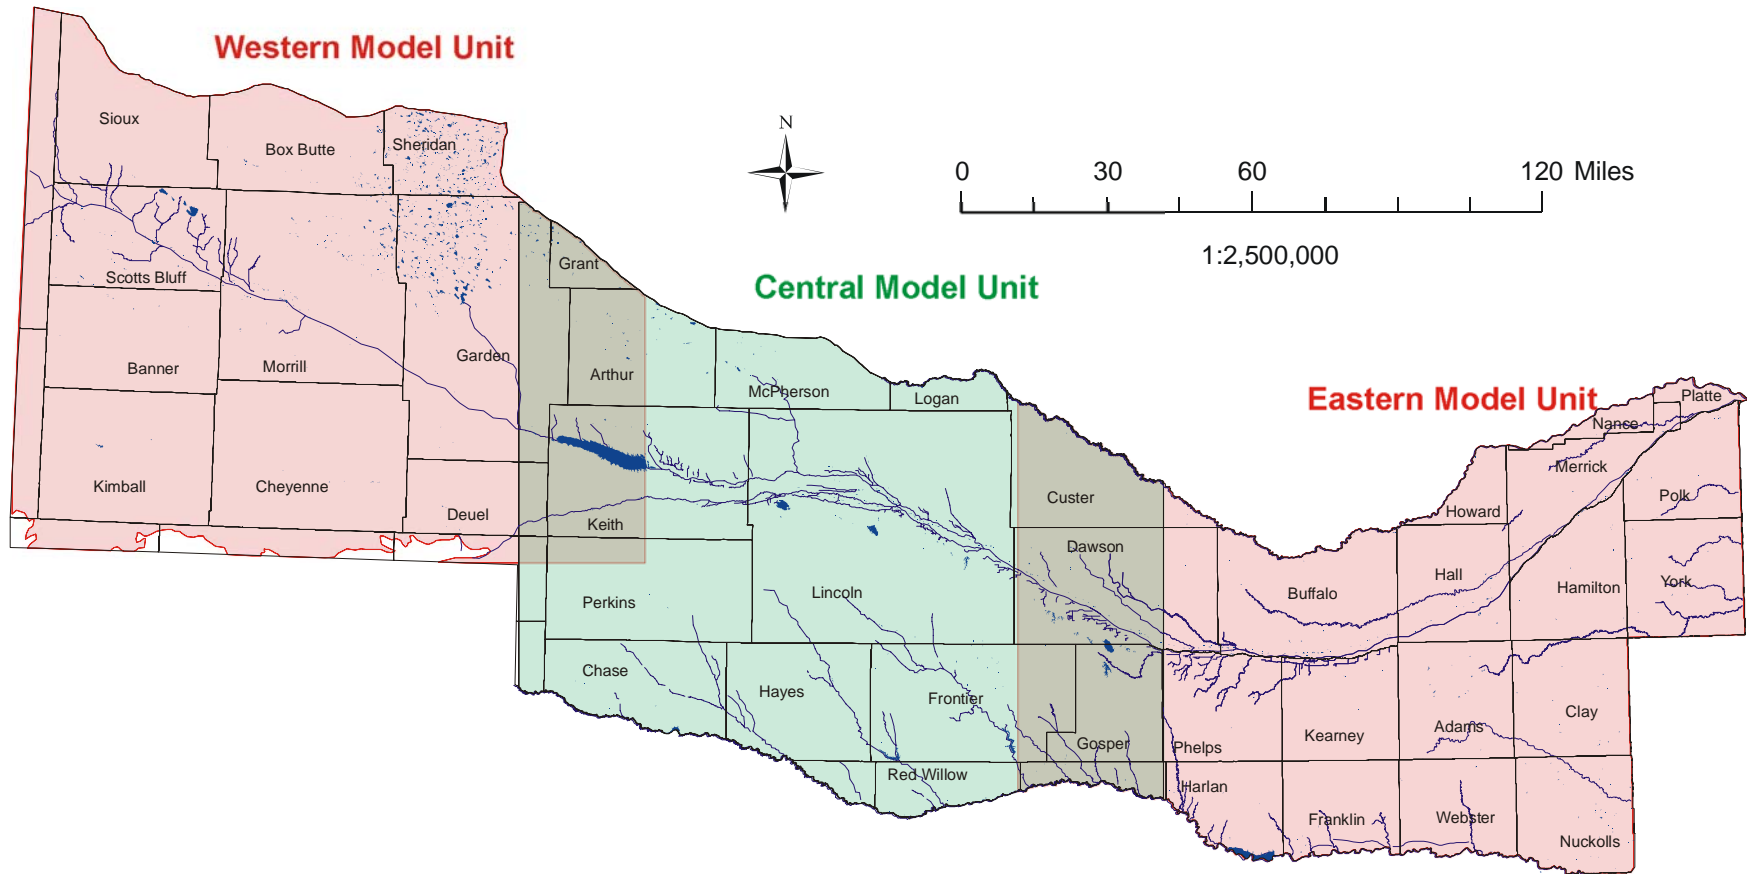 Western Model Unit
Sioux
Box Butte
Sheridan
N
0 30 60 120 Miles
1:2,500,000
Grant
Scotts Bluff
Central Model Unit
Garden
Banner
Morrill
Arthur
McPherson
Logan
Eastern Model Unit
Platte
Nance
Merrick
Kimball
Cheyenne
Deuel
Keith
Custer
Polk
Howard
Dawson
Hall
Buffalo
Hamilton
York
Perkins
Lincoln
Chase
Hayes
Frontier
Gosper
Phelps
Kearney
Adams
Clay
Red Willow
Harlan
Franklin
Webster
Nuckolls